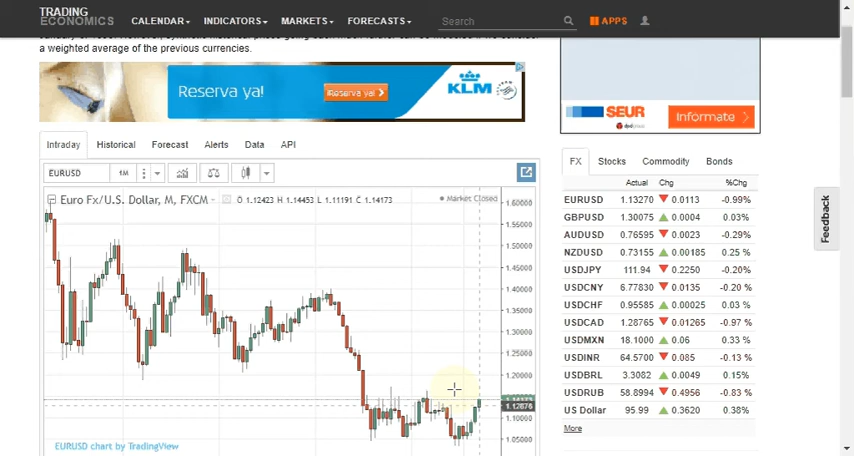 TRADING
ECONOMICS
CALENDAR
INDICATORS
MARKETS
FORECASTS
Search
APPS
a weighted average of the previous currencies.
Reserva ya!
¡Reserva ya!
KLM
SEUR
dpdgroup
Informate
Intraday
Historical
Forecast
Alerts
Data
API
EURUSD
1M
Euro Fx/U.S. Dollar, M, FXCM
O 1.12423 H 1.14453 L 1.11191 C 1.14173
Market Closed
1.60000
1.55000
1.50000
1.45000
1.40000
1.35000
1.30000
1.25000
1.20000
1.14173
1.12876
1.10000
1.05000
EURUSD chart by TradingView
FX
Stocks
Commodity
Bonds
Actual Chg %Chg
EURUSD 1.13270 0.0113 -0.99%
GBPUSD 1.30075 0.0004 0.03%
AUDUSD 0.76595 0.0023 -0.29%
NZDUSD 0.73155 0.00185 0.25 %
USDJPY 111.94 0.2250 -0.20%
USDCNY 6.77830 0.0135 -0.20 %
USDCHF 0.95585 0.00025 0.03 %
USDCAD 1.28765 0.01265 -0.97 %
USDMXN 18.1000 0.06 0.33 %
USDINR 64.5700 0.085 -0.13 %
USDBRL 3.3082 0.0049 0.15%
USDRUB 58.8994 0.4956 -0.83 %
US Dollar 95.99 0.3620 0.38%
More
Feedback